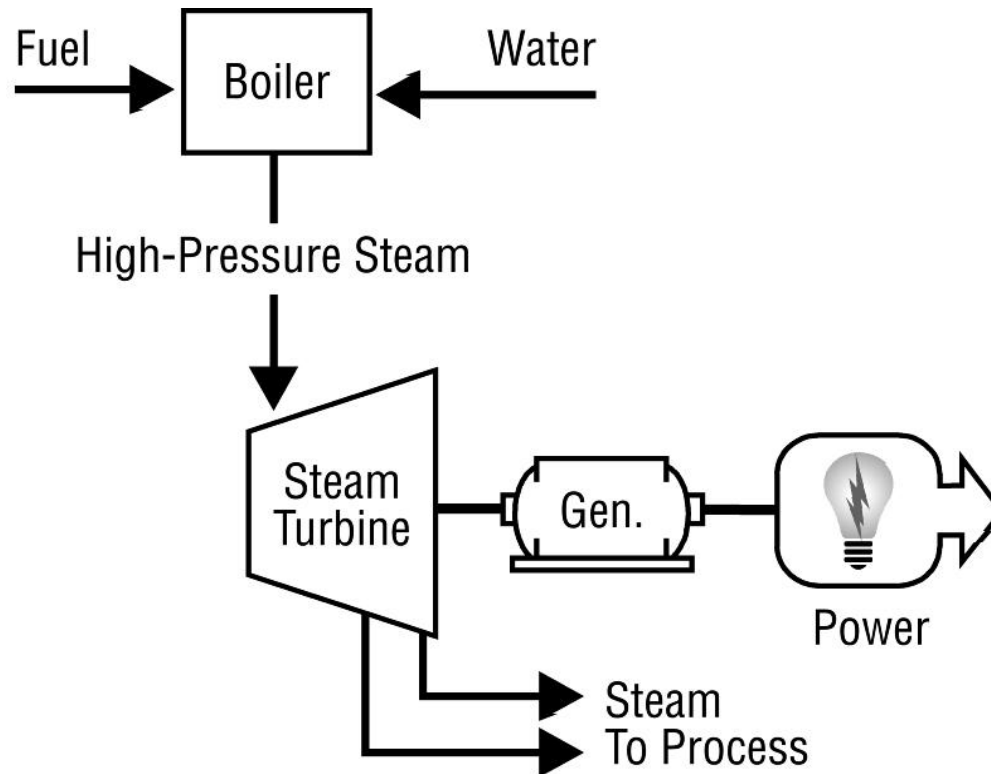 Fuel
Water
Boiler
High-Pressure Steam
Steam
Turbine
Gen.
Power
Steam
To Process